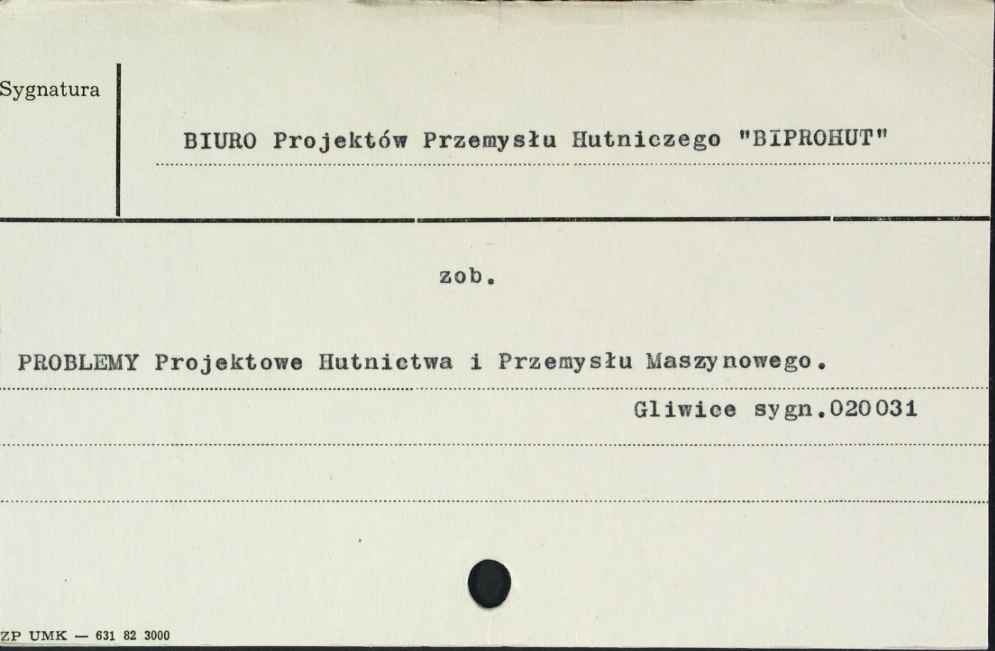 Sygnatura
BIURO Projektów Przemysłu Hutniczego "BIPROHUT"
zob.
PROBLEMY Projektowe Hutnictwa i Przemysłu Maszynowego.
Gliwice sygn.020031
ZP UMK — 631 82 3000